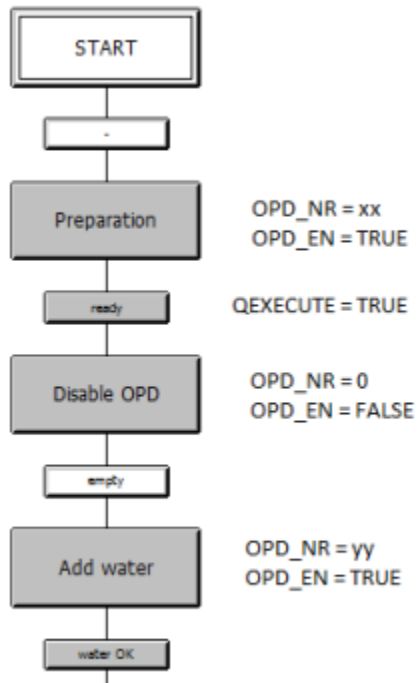 START
-
Preparation
OPD_NR = xx
OPD_EN = TRUE
ready
QEXECUTE = TRUE
Disable OPD
OPD_NR = 0
OPD_EN = FALSE
empty
Add water
OPD_NR = yy
OPD_EN = TRUE
water OK